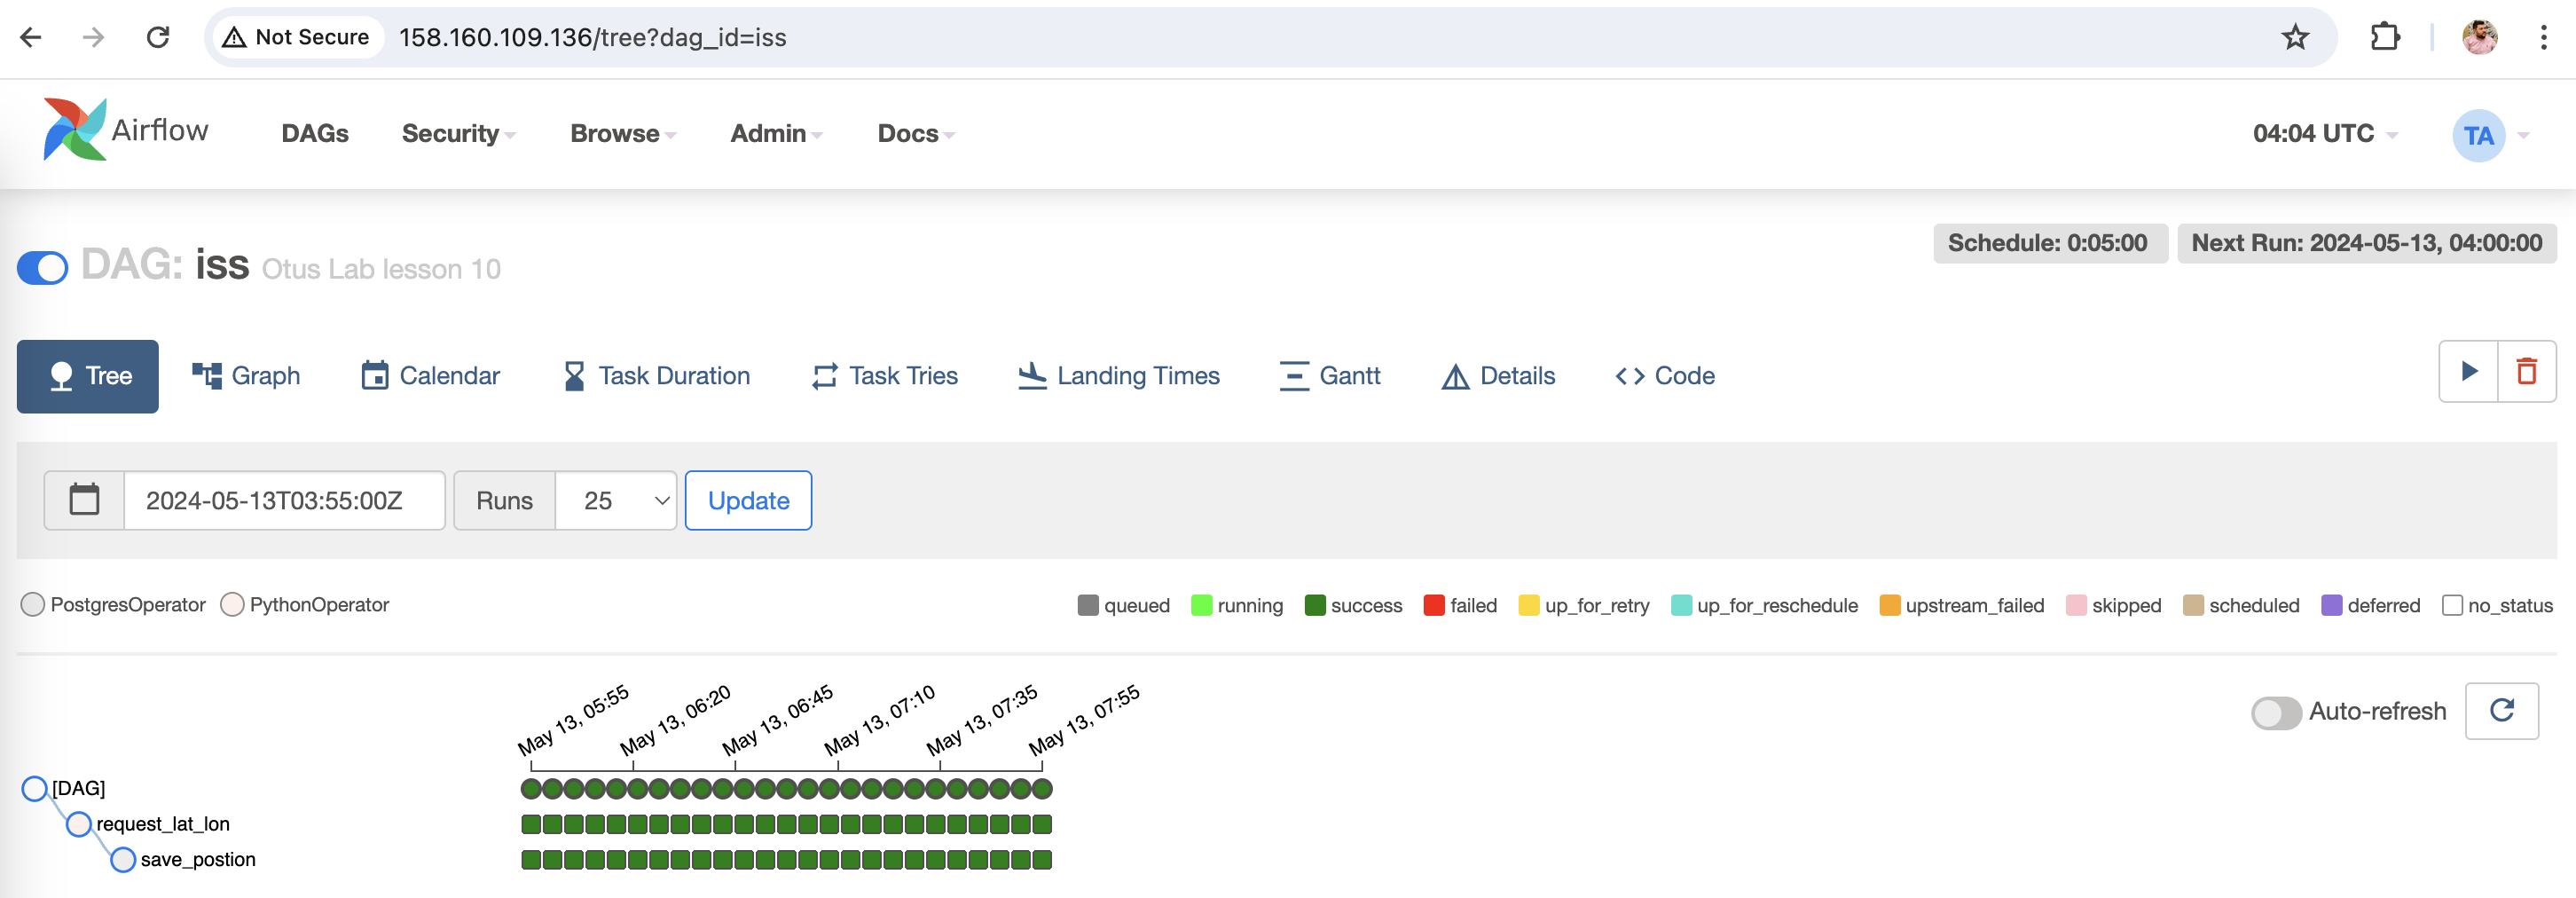 Not Secure 158.160.109.136/tree?dag_id=iss
Airflow DAGs Security Browse Admin Docs 04:04 UTC TA
DAG: iss Otus Lab lesson 10 Schedule: 0:05:00 Next Run: 2024-05-13, 04:00:00
Tree Graph Calendar Task Duration Task Tries Landing Times Gantt Details Code
2024-05-13T03:55:00Z Runs 25 Update
PostgresOperator PythonOperator queued running success failed up_for_retry up_for_reschedule upstream_failed skipped scheduled deferred no_status
May 13, 05:55 May 13, 06:20 May 13, 06:45 May 13, 07:10 May 13, 07:35 May 13, 07:55 Auto-refresh
[DAG]
request_lat_lon
save_postion